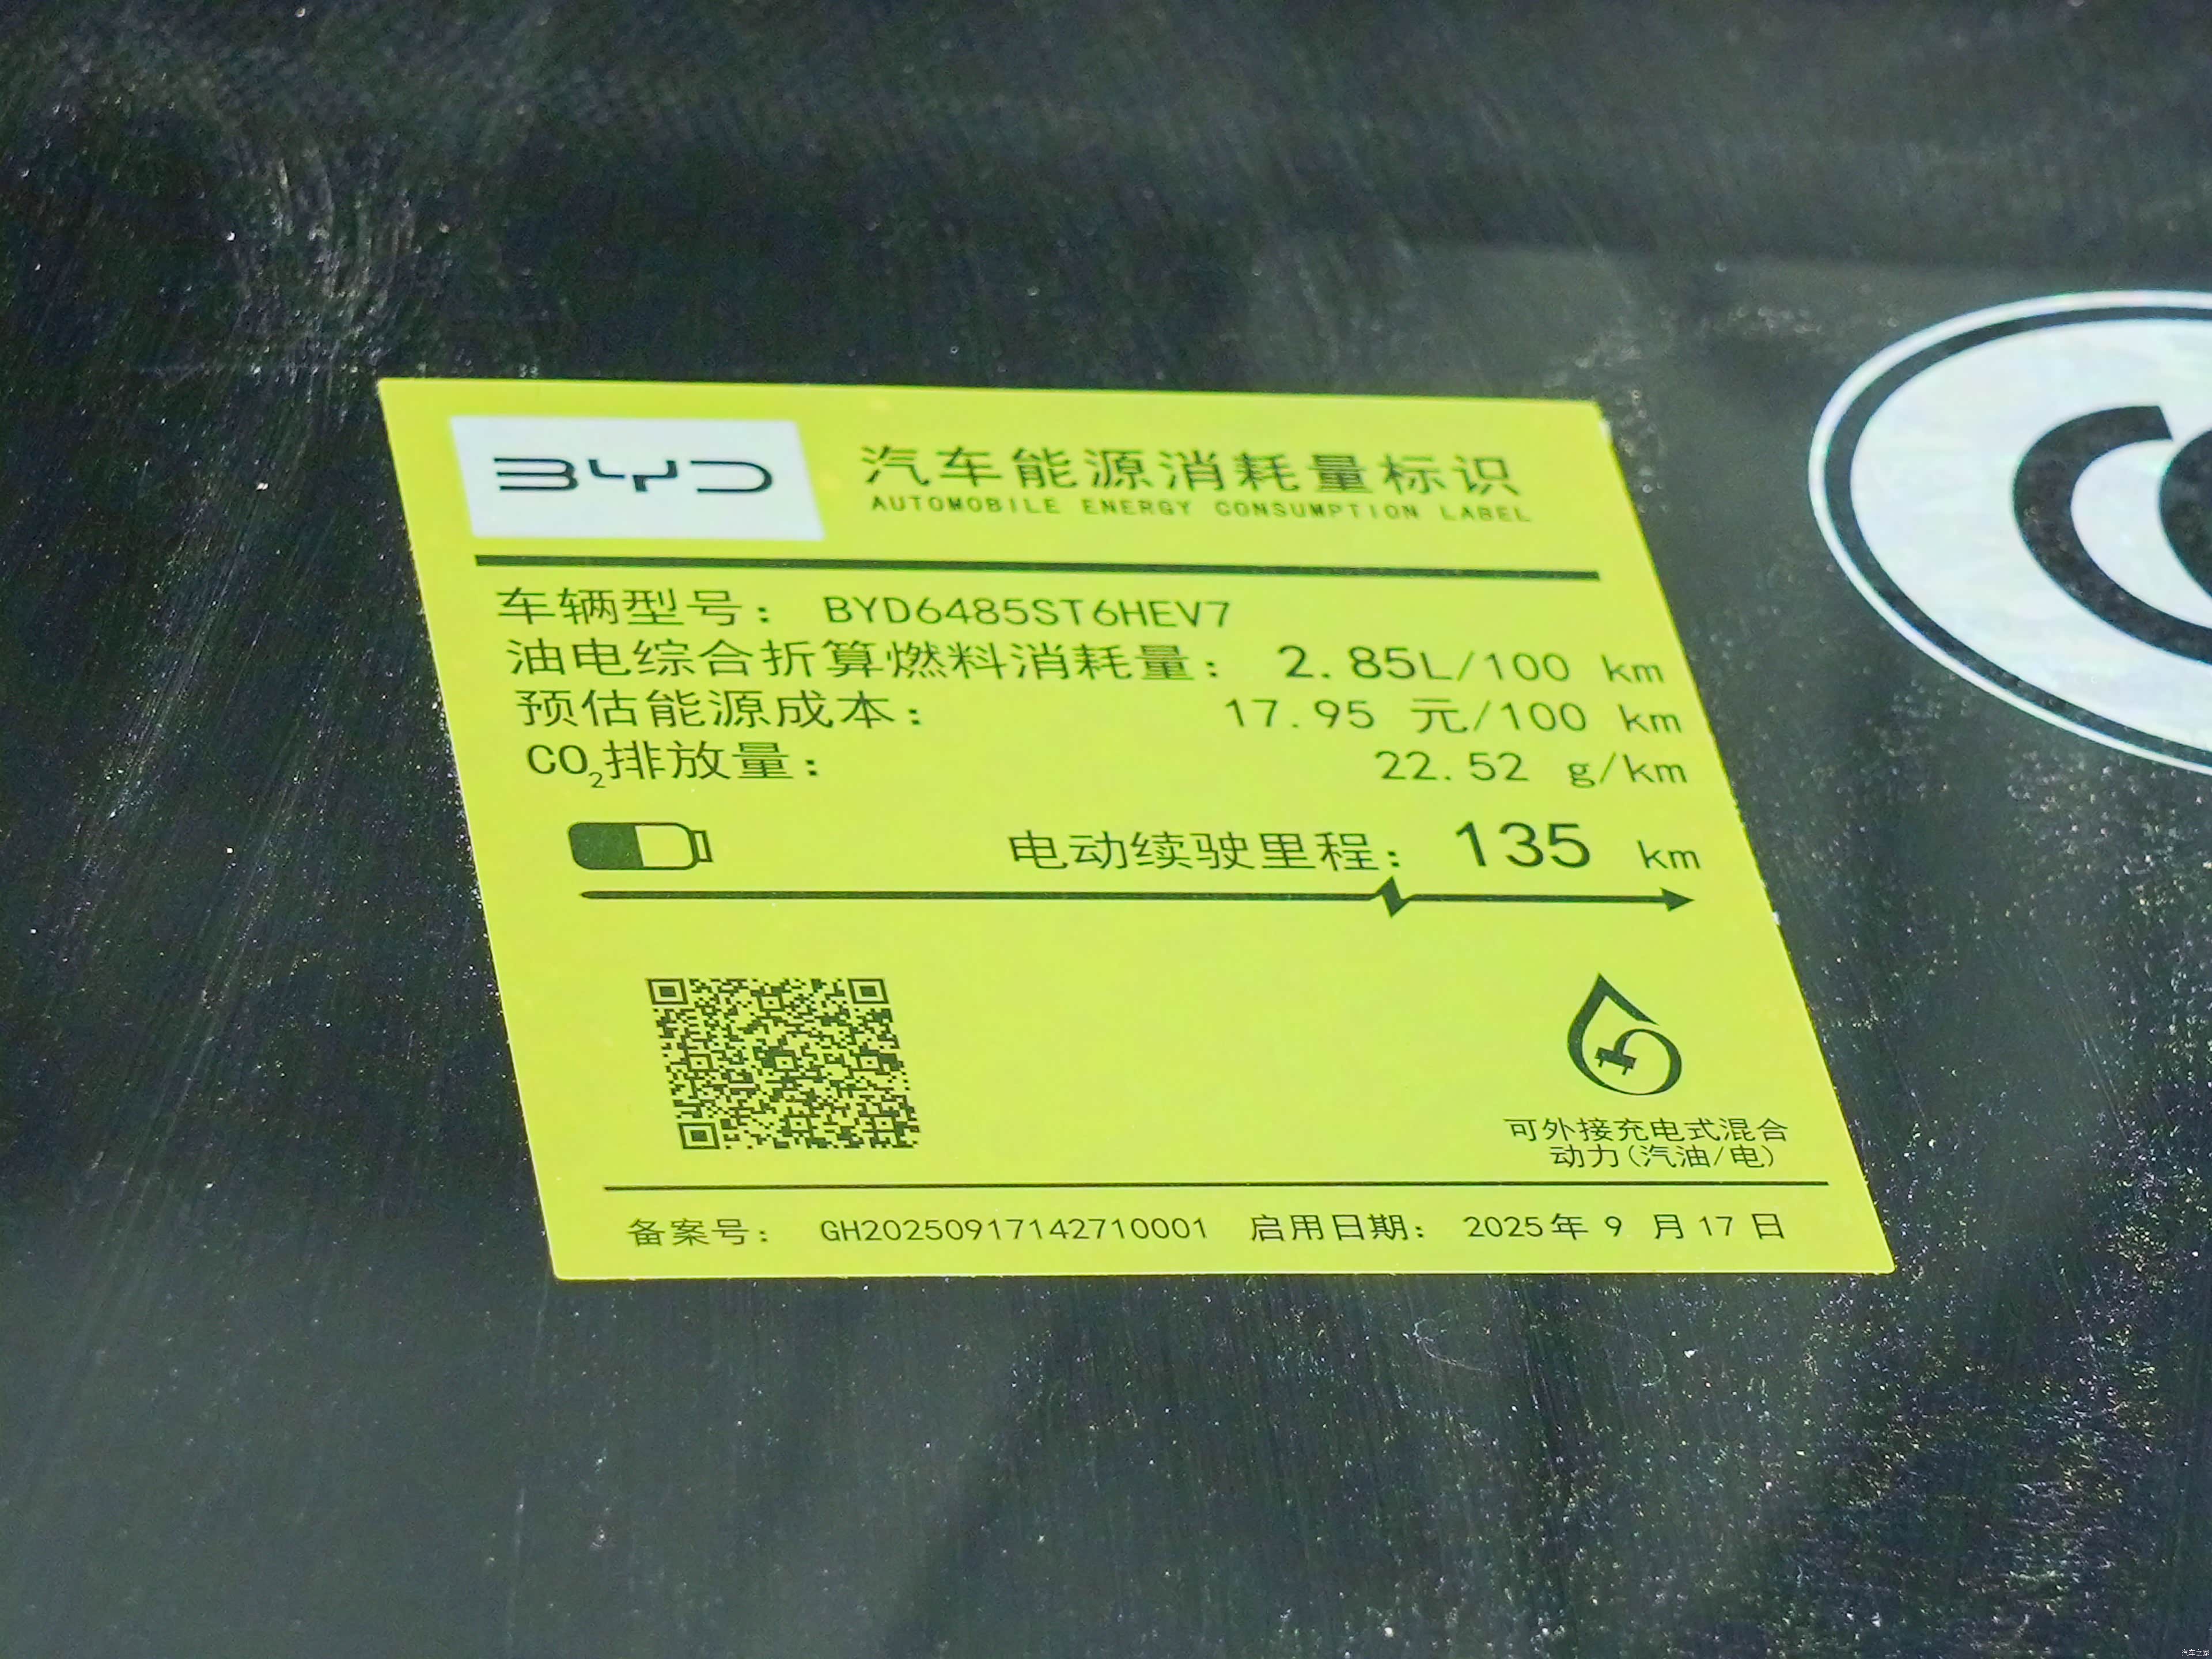 BYD
汽车能源消耗量标识
AUTOMOBILE ENERGY CONSUMPTION LABEL
车辆型号: BYD6485ST6HEV7
油电综合折算燃料消耗量: 2.85L/100 km
预估能源成本: 17.95 元/100 km
CO₂排放量: 22.52 g/km
电动续驶里程: 135 km
可外接充电式混合
动力(汽油/电)
备案号: GH20250917142710001 启用日期: 2025年 9 月 17 日
汽车之家